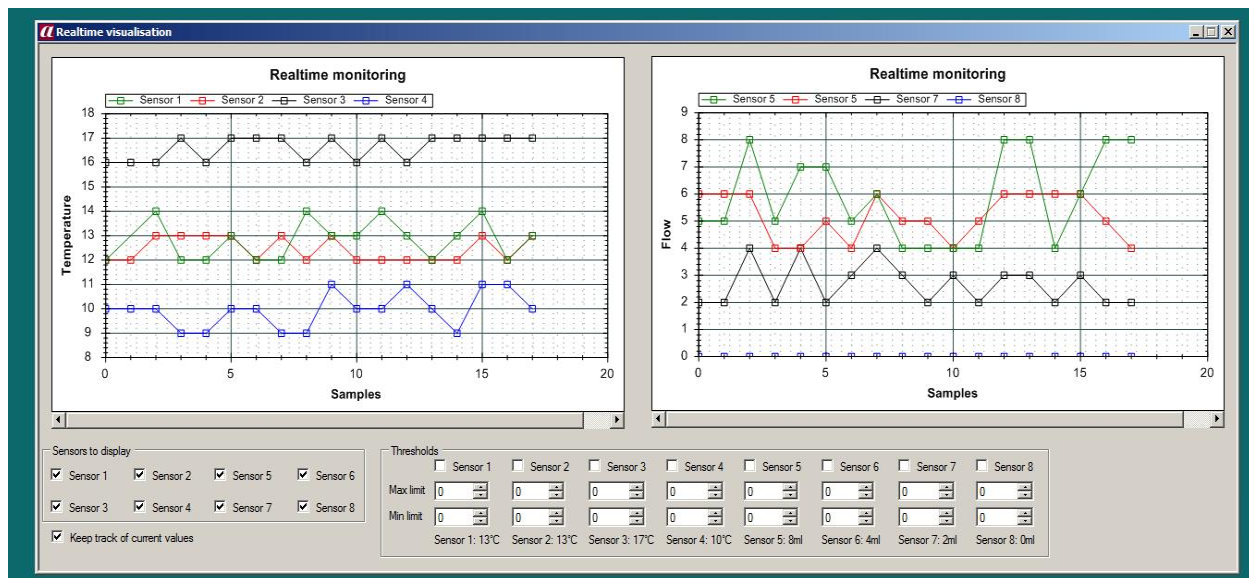 Realtime visualisation
Realtime monitoring
Sensor 1 Sensor 2 Sensor 3 Sensor 4
18
17
16
15
14
13
12
11
10
9
8
Temperature
0 5 10 15 20
Samples
Realtime monitoring
Sensor 5 Sensor 5 Sensor 7 Sensor 8
9
8
7
6
5
4
3
2
1
0
Flow
0 5 10 15 20
Samples
Sensors to display
Sensor 1 Sensor 2 Sensor 5 Sensor 6
Sensor 3 Sensor 4 Sensor 7 Sensor 8
Keep track of current values
Thresholds
Sensor 1 Sensor 2 Sensor 3 Sensor 4 Sensor 5 Sensor 6 Sensor 7 Sensor 8
Max limit 0 0 0 0 0 0 0 0
Min limit 0 0 0 0 0 0 0 0
Sensor 1: 13°C Sensor 2: 13°C Sensor 3: 17°C Sensor 4: 10°C Sensor 5: 8ml Sensor 6: 4ml Sensor 7: 2ml Sensor 8: 0ml